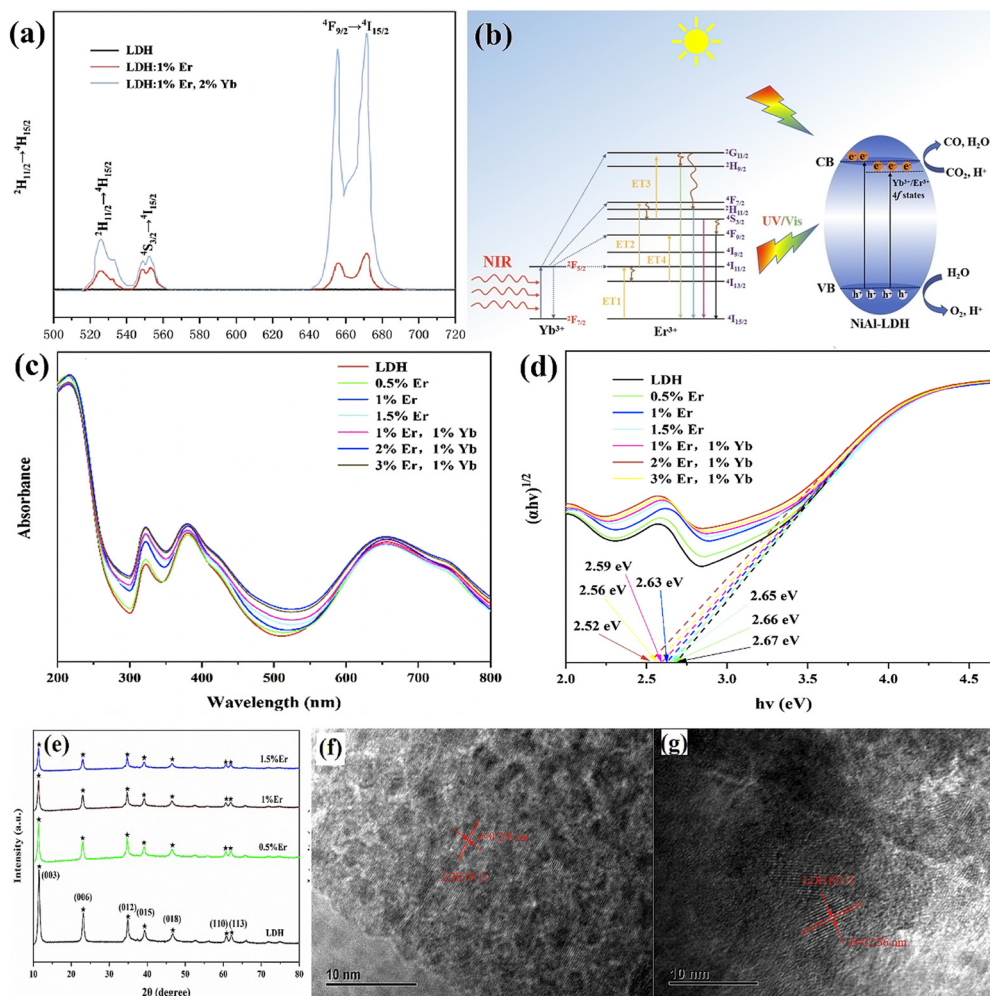 (a)
⁴F₉/₂→⁴I₁₅/₂
LDH
LDH:1% Er
LDH:1% Er, 2% Yb
²H₁₁/₂→⁴H₁₅/₂
²H₁₁/₂→⁴H₁₅/₂
⁴S₃/₂→⁴I₁₅/₂
500 520 540 560 580 600 620 640 660 680 700 720
(b)
²G₁₁/₂
²H₉/₂
ET3
⁴F₇/₂
²H₁₁/₂
⁴S₃/₂
ET2
⁴F₉/₂
ET4
⁴I₉/₂
NIR
²F₅/₂
⁴I₁₁/₂
⁴I₁₃/₂
ET1
²F₇/₂
⁴I₁₅/₂
Yb³⁺
Er³⁺
UV/Vis
CB
e⁻ e⁻
e⁻ e⁻ e⁻
CO, H₂O
CO₂, H⁺
Yb³⁺/Er³⁺
4f states
VB
h⁺ h⁺ h⁺ h⁺
H₂O
O₂, H⁺
NiAl-LDH
(c)
LDH
0.5% Er
1% Er
1.5% Er
1% Er, 1% Yb
2% Er, 1% Yb
3% Er, 1% Yb
Absorbance
200 300 400 500 600 700 800
Wavelength (nm)
(d)
LDH
0.5% Er
1% Er
1.5% Er
1% Er, 1% Yb
2% Er, 1% Yb
3% Er, 1% Yb
(αhv)¹/²
2.59 eV
2.63 eV
2.56 eV
2.65 eV
2.52 eV
2.66 eV
2.67 eV
2.0 2.5 3.0 3.5 4.0 4.5
hv (eV)
(e)
1.5%Er
1%Er
0.5%Er
(003)
(006)
(012)
(015)
(018)
(110)
(113)
LDH
Intensity (a.u.)
10 20 30 40 50 60 70 80
2θ (degree)
(f)
10 nm
(g)
10 nm